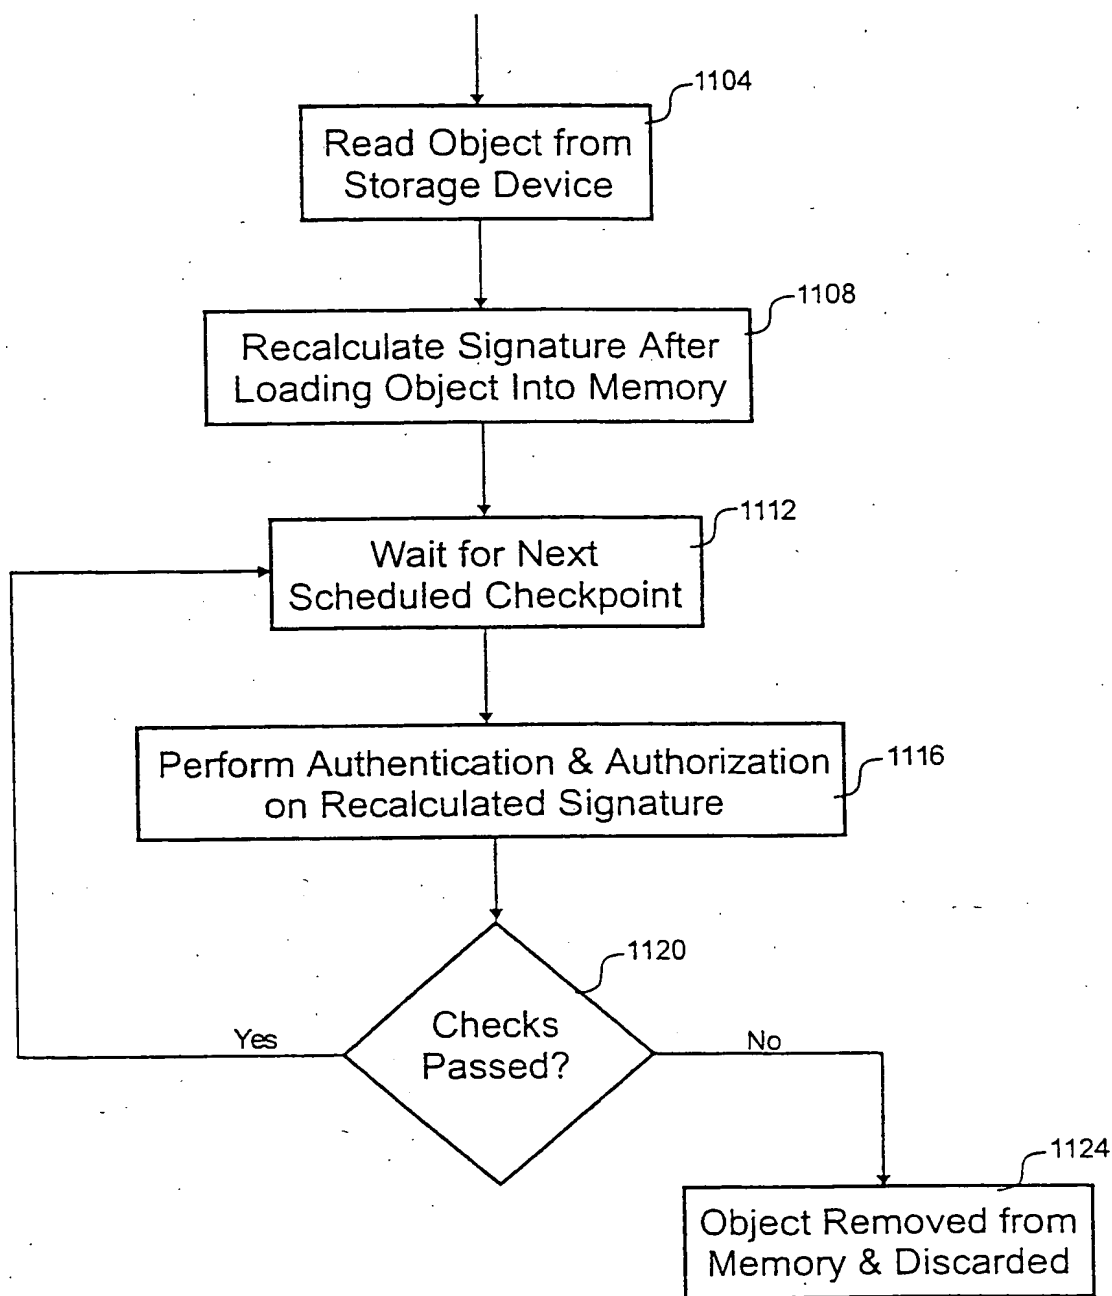 1104
Read Object from
Storage Device
1108
Recalculate Signature After
Loading Object Into Memory
1112
Wait for Next
Scheduled Checkpoint
Perform Authentication & Authorization
on Recalculated Signature
1116
1120
Checks
Passed?
Yes
No
1124
Object Removed from
Memory & Discarded